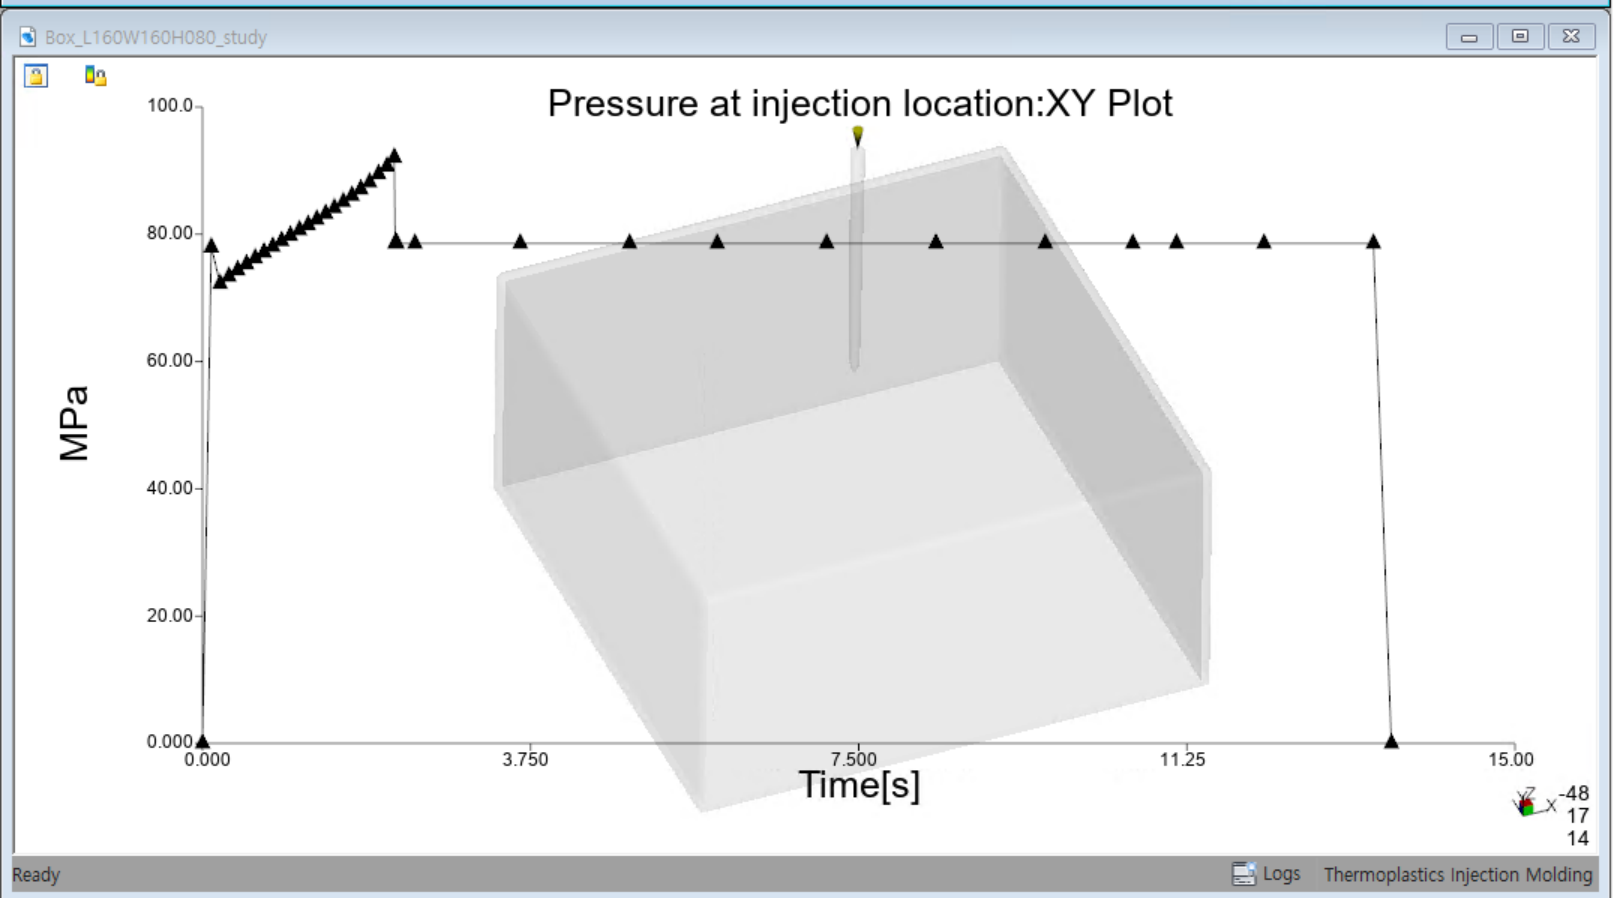 Box_L160W160H080_study
Pressure at injection location:XY Plot
100.0
80.00
60.00
40.00
20.00
0.000
MPa
0.000 3.750 7.500 11.25 15.00
Time[s]
Z
Y X -48
17
14
Ready Logs Thermoplastics Injection Molding